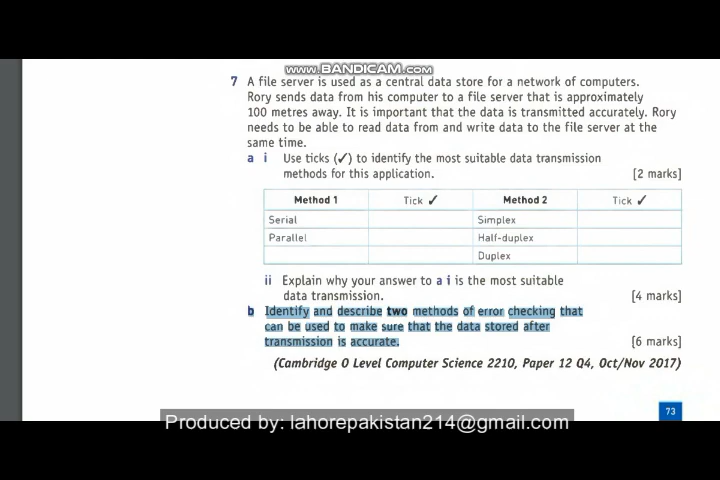 www.BANDICAM.com
7 A file server is used as a central data store for a network of computers.
Rory sends data from his computer to a file server that is approximately
100 metres away. It is important that the data is transmitted accurately. Rory
needs to be able to read data from and write data to the file server at the
same time.
a i Use ticks (✓) to identify the most suitable data transmission
methods for this application. [2 marks]
Method 1 Tick ✓ Method 2 Tick ✓
Serial Simplex
Parallel Half-duplex
Duplex
ii Explain why your answer to a i is the most suitable
data transmission. [4 marks]
b Identify and describe two methods of error checking that
can be used to make sure that the data stored after
transmission is accurate. [6 marks]
(Cambridge O Level Computer Science 2210, Paper 12 Q4, Oct/Nov 2017)
73
Produced by: lahorepakistan214@gmail.com